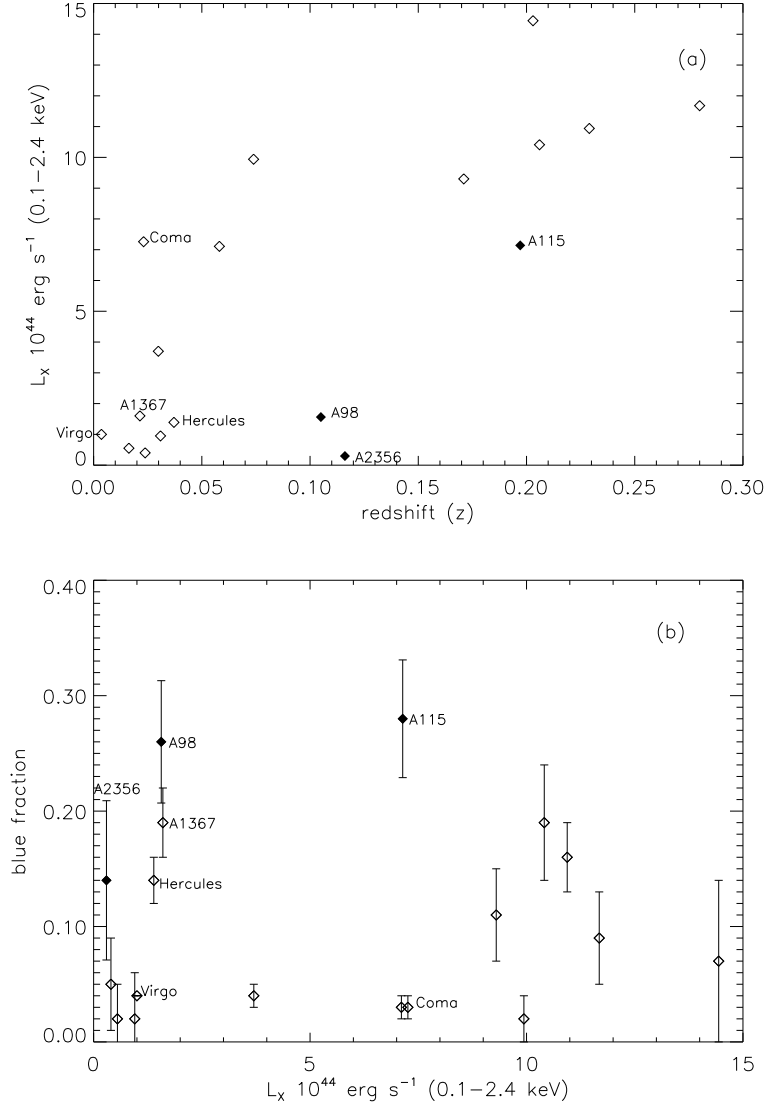 15
(a)
10
Coma
A115
5
A1367
A98
Hercules
Virgo
A2356
0
0.00 0.05 0.10 0.15 0.20 0.25 0.30
redshift (z)
L_X 10^44 erg s^−1 (0.1−2.4 keV)
0.40
(b)
0.30
A115
A98
A2356
0.20
A1367
Hercules
0.10
Virgo
Coma
0.00
0 5 10 15
L_X 10^44 erg s^−1 (0.1−2.4 keV)
blue fraction